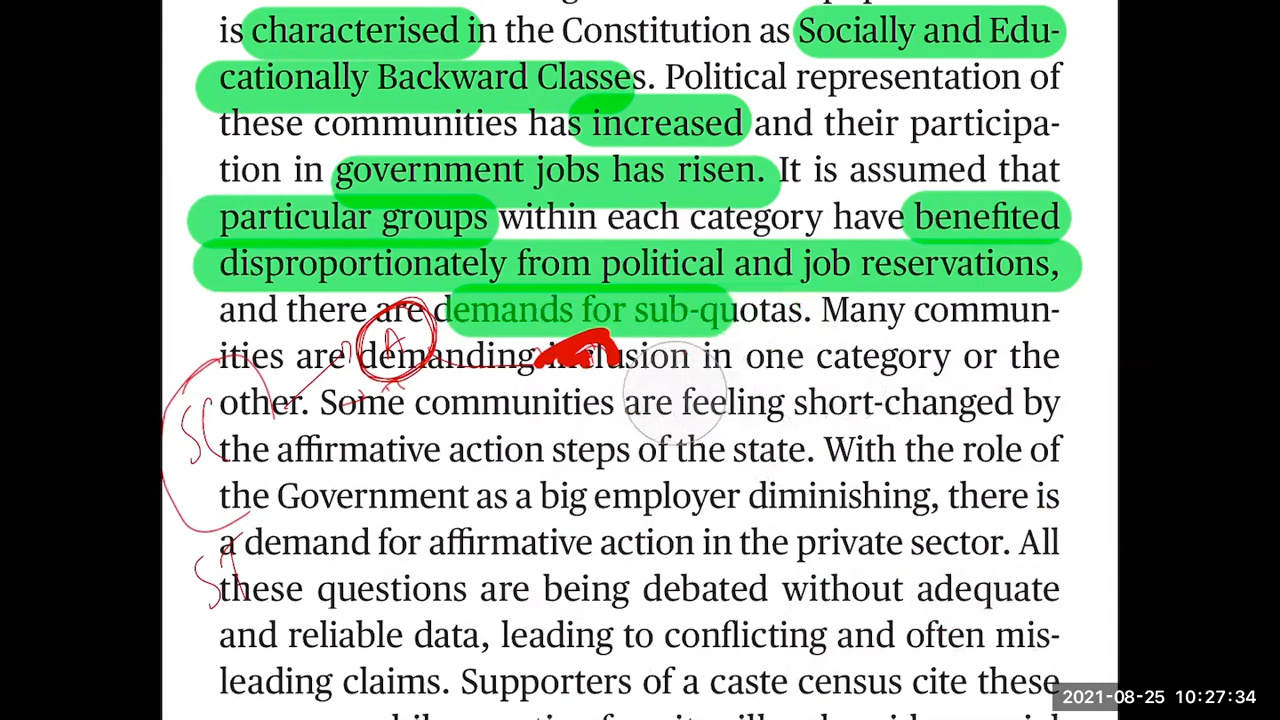 is characterised in the Constitution as Socially and Edu-
cationally Backward Classes. Political representation of
these communities has increased and their participa-
tion in government jobs has risen. It is assumed that
particular groups within each category have benefited
disproportionately from political and job reservations,
and there are demands for sub-quotas. Many commun-
A
ities are demanding inclusion in one category or the
SC
other. Some communities are feeling short-changed by
the affirmative action steps of the state. With the role of
the Government as a big employer diminishing, there is
a demand for affirmative action in the private sector. All
ST
these questions are being debated without adequate
and reliable data, leading to conflicting and often mis-
leading claims. Supporters of a caste census cite these
2021-08-25 10:27:34